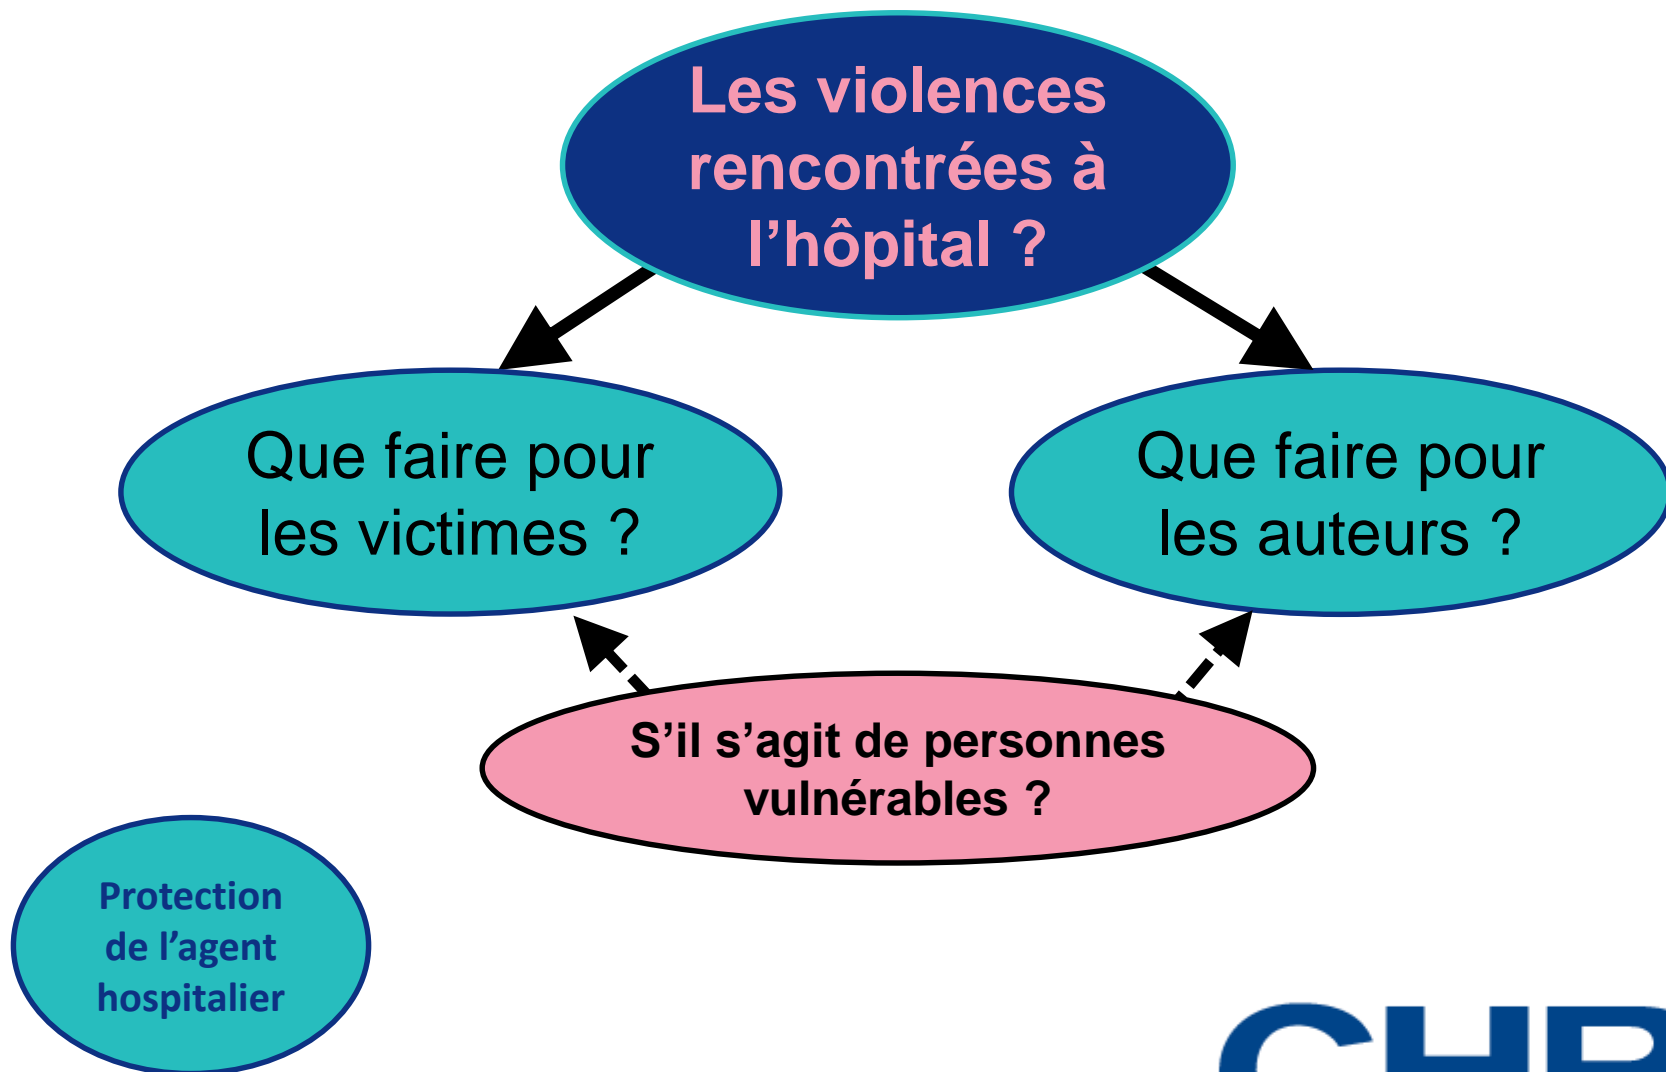 Les violences
rencontrées à
l’hôpital ?
Que faire pour
les victimes ?
Que faire pour
les auteurs ?
S’il s’agit de personnes
vulnérables ?
Protection
de l’agent
hospitalier